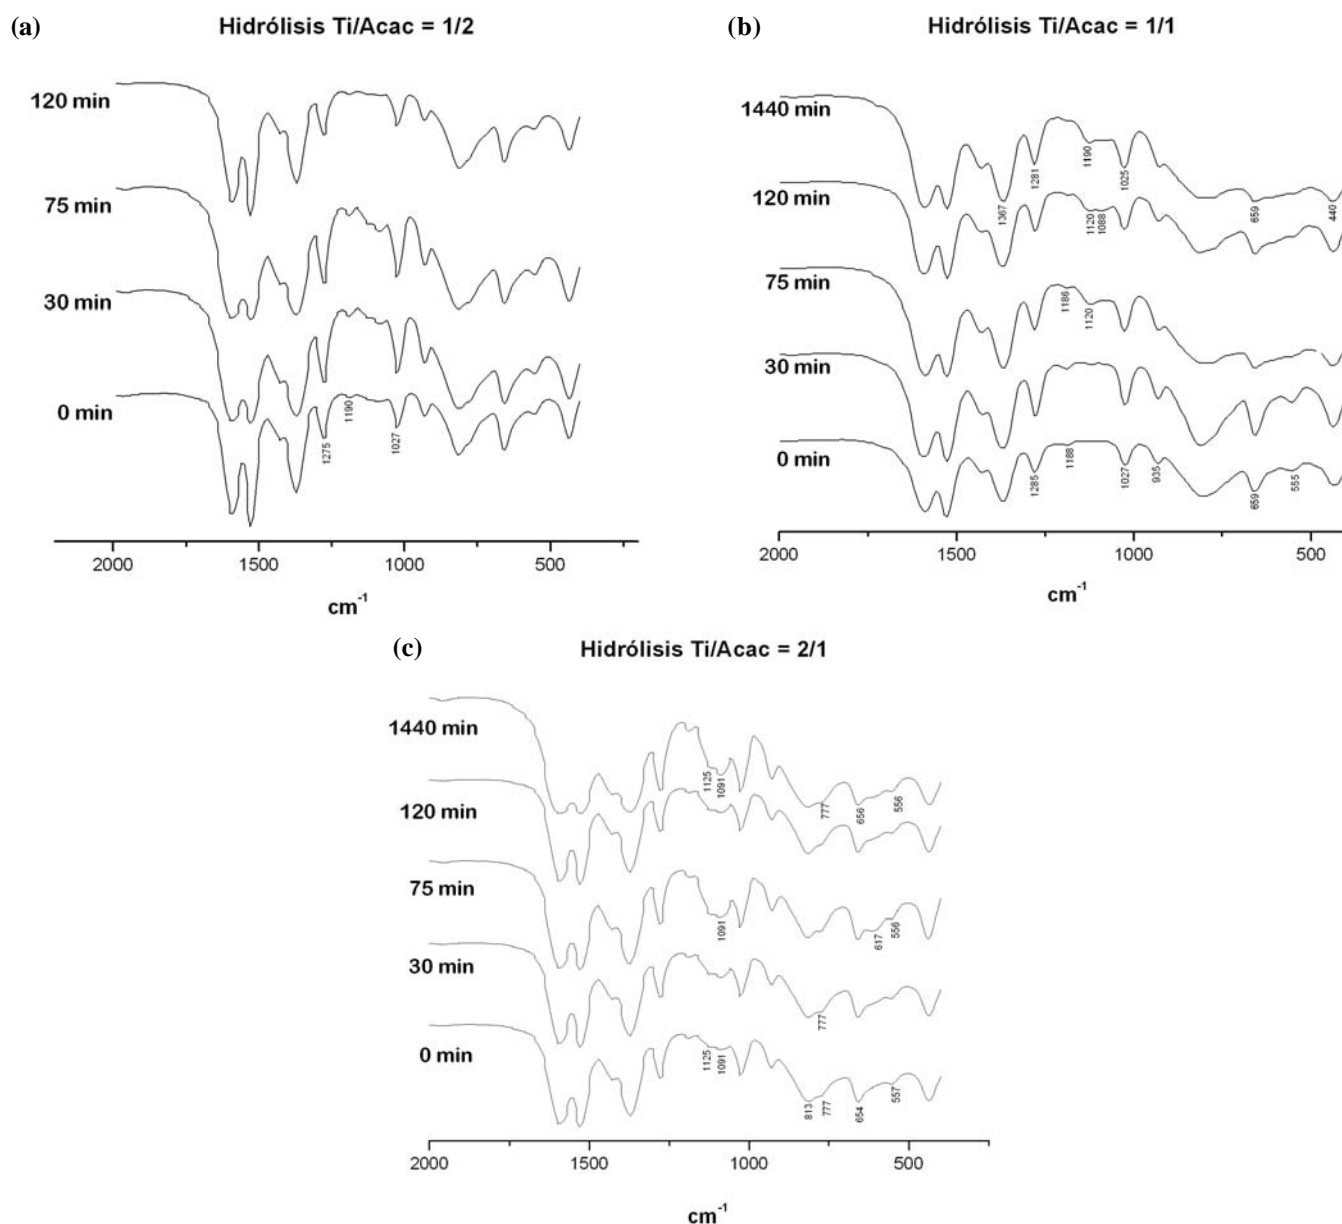 (a)
Hidrólisis Ti/Acac = 1/2
120 min
75 min
30 min
0 min
1275
1190
1027
2000
1500
1000
500
cm-1
(b)
Hidrólisis Ti/Acac = 1/1
1440 min
1367
1281
1190
1025
659
440
120 min
1120
1088
75 min
1186
1120
30 min
0 min
1285
1188
1027
935
659
555
2000
1500
1000
500
cm-1
(c)
Hidrólisis Ti/Acac = 2/1
1440 min
1125
1091
777
656
556
120 min
75 min
1091
617
556
30 min
777
0 min
1125
1091
813
777
654
557
2000
1500
1000
500
cm-1